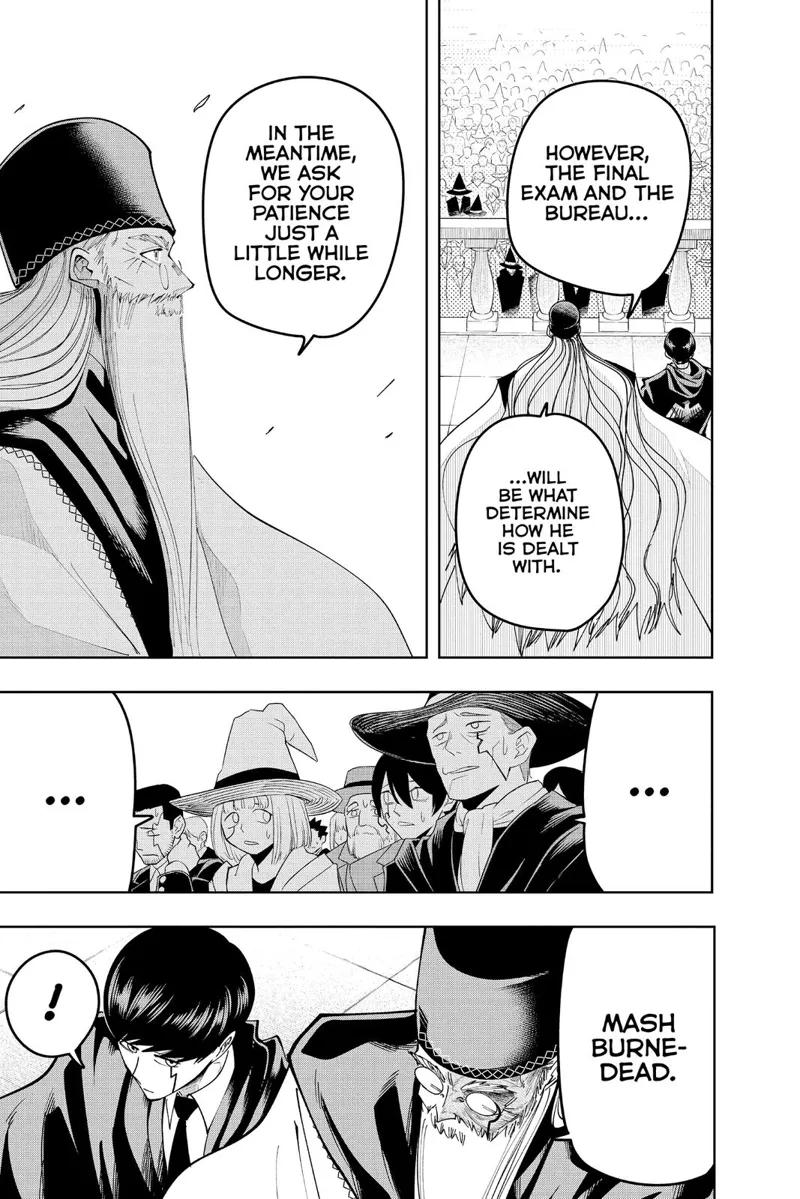 HOWEVER,
THE FINAL
EXAM AND THE
BUREAU...
...WILL
BE WHAT
DETERMINE
HOW HE
IS DEALT
WITH.
IN THE
MEANTIME,
WE ASK
FOR YOUR
PATIENCE
JUST A
LITTLE WHILE
LONGER.
...
...
MASH
BURNE-
DEAD.
!